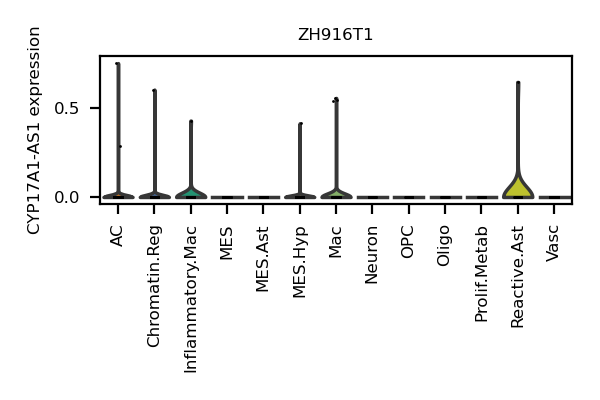 ZH916T1
CYP17A1-AS1 expression
0.5
0.0
AC
Chromatin.Reg
Inflammatory.Mac
MES
MES.Ast
MES.Hyp
Mac
Neuron
OPC
Oligo
Prolif.Metab
Reactive.Ast
Vasc